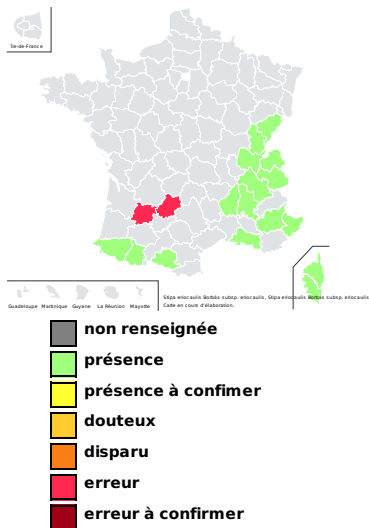 Île-de-France
Guadeloupe Martinique Guyane La Réunion Mayotte
Stipa eriocaulis Borbás subsp. eriocaulis, Stipa eriocaulis Borbás subsp. eriocaulis
Carte en cours d'élaboration.
non renseignée
présence
présence à confimer
douteux
disparu
erreur
erreur à confirmer